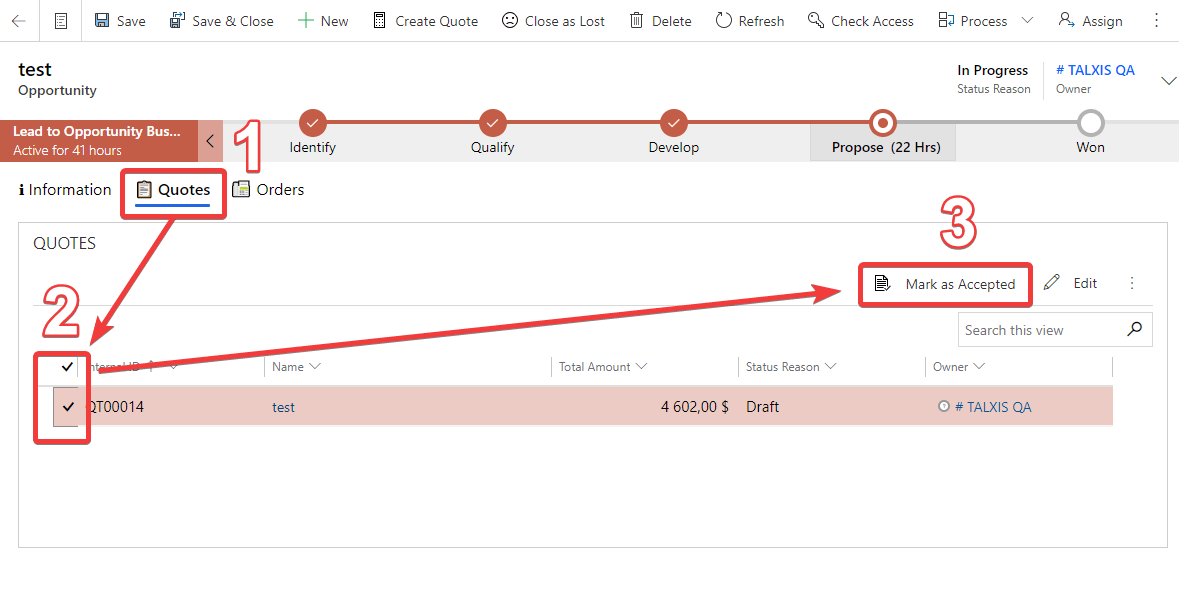 Save Save & Close New Create Quote Close as Lost Delete Refresh Check Access Process Assign
test
Opportunity
In Progress
Status Reason
# TALXIS QA
Owner
Lead to Opportunity Bus...
Active for 41 hours
1
Identify Qualify Develop Propose (22 Hrs) Won
Information Quotes Orders
QUOTES
3
Mark as Accepted Edit
2
Search this view
Name Total Amount Status Reason Owner
QT00014 test 4 602,00 $ Draft # TALXIS QA